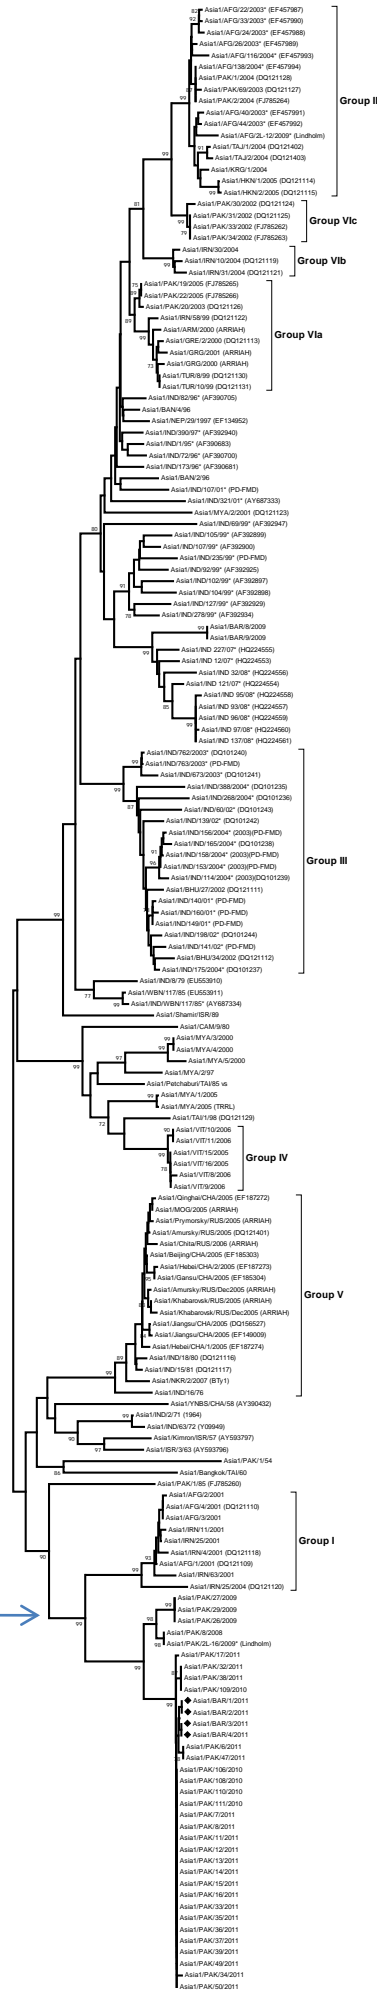 Asia1/AFG/22/2003* (EF457987)
Asia1/AFG/33/2003* (EF457990)
Asia1/AFG/24/2003* (EF457988)
Asia1/AFG/26/2003* (EF457989)
Asia1/AFG/116/2004* (EF457993)
Asia1/AFG/138/2004* (EF457994)
Asia1/PAK/1/2004 (DQ121128)
Asia1/PAK/69/2003 (DQ121127)
Asia1/PAK/2/2004 (FJ785264)
Group II
Asia1/AFG/40/2003* (EF457991)
Asia1/AFG/44/2003* (EF457992)
Asia1/AFG/2L-12/2009* (Lindholm)
Asia1/TAJ/1/2004 (DQ121402)
Asia1/TAJ/2/2004 (DQ121403)
Asia1/KRG/1/2004
Asia1/HKN/1/2005 (DQ121114)
Asia1/HKN/2/2005 (DQ121115)
Asia1/PAK/30/2002 (DQ121124)
Asia1/PAK/31/2002 (DQ121125)
Group VIc
Asia1/PAK/33/2002 (FJ785262)
Asia1/PAK/34/2002 (FJ785263)
Asia1/IRN/30/2004
Asia1/IRN/10/2004 (DQ121119)
Group VIb
Asia1/IRN/31/2004 (DQ121121)
Asia1/PAK/19/2005 (FJ785265)
Asia1/PAK/22/2005 (FJ785266)
Asia1/PAK/20/2003 (DQ121126)
Asia1/IRN/58/99 (DQ121122)
Asia1/ARM/2000 (ARRIAH)
Group VIa
Asia1/GRE/2/2000 (DQ121113)
Asia1/GRG/2001 (ARRIAH)
Asia1/GRG/2000 (ARRIAH)
Asia1/TUR/8/99 (DQ121130)
Asia1/TUR/10/99 (DQ121131)
Asia1/IND/82/96* (AF390705)
Asia1/BAN/4/96
Asia1/NEP/29/1997 (EF134952)
Asia1/IND/390/97* (AF392940)
Asia1/IND/1/95* (AF390683)
Asia1/IND/72/96* (AF390700)
Asia1/IND/173/96* (AF390681)
Asia1/BAN/2/96
Asia1/IND/107/01* (PD-FMD)
Asia1/IND/321/01* (AY687333)
Asia1/MYA/2/2001 (DQ121123)
Asia1/IND/69/99* (AF392947)
Asia1/IND/105/99* (AF392899)
Asia1/IND/107/99* (AF392900)
Asia1/IND/235/99* (PD-FMD)
Asia1/IND/92/99* (AF392925)
Asia1/IND/102/99* (AF392897)
Asia1/IND/104/99* (AF392898)
Asia1/IND/127/99* (AF392929)
Asia1/IND/278/99* (AF392934)
Asia1/BAR/8/2009
Asia1/BAR/9/2009
Asia1/IND 227/07* (HQ224555)
Asia1/IND 12/07* (HQ224553)
Asia1/IND 32/08* (HQ224556)
Asia1/IND 121/07* (HQ224554)
Asia1/IND 95/08* (HQ224558)
Asia1/IND 93/08* (HQ224557)
Asia1/IND 96/08* (HQ224559)
Asia1/IND 97/08* (HQ224560)
Asia1/IND 137/08* (HQ224561)
Asia1/IND/762/2003* (DQ101240)
Asia1/IND/763/2003* (PD-FMD)
Asia1/IND/673/2003* (DQ101241)
Asia1/IND/388/2004* (DQ101235)
Asia1/IND/268/2004* (DQ101236)
Asia1/IND/60/02* (DQ101243)
Asia1/IND/139/02* (DQ101242)
Asia1/IND/156/2004* (2003)(PD-FMD)
Asia1/IND/165/2004* (DQ101238)
Asia1/IND/158/2004* (2003)(PD-FMD)
Group III
Asia1/IND/153/2004* (2003)(PD-FMD)
Asia1/IND/114/2004* (2003)(DQ101239)
Asia1/BHU/27/2002 (DQ121111)
Asia1/IND/140/01* (PD-FMD)
Asia1/IND/160/01* (PD-FMD)
Asia1/IND/149/01* (PD-FMD)
Asia1/IND/198/02* (DQ101244)
Asia1/IND/141/02* (PD-FMD)
Asia1/BHU/34/2002 (DQ121112)
Asia1/IND/175/2004* (DQ101237)
Asia1/IND/8/79 (EU553910)
Asia1/WBN/117/85 (EU553911)
Asia1/IND/WBN/117/85* (AY687334)
Asia1/Shamir/ISR/89
Asia1/CAM/9/80
Asia1/MYA/3/2000
Asia1/MYA/4/2000
Asia1/MYA/5/2000
Asia1/MYA/2/97
Asia1/Petchaburi/TAI/85 vs
Asia1/MYA/1/2005
Asia1/MYA/2005 (TRRL)
Asia1/TAI/1/98 (DQ121129)
Asia1/VIT/10/2006
Asia1/VIT/11/2006
Asia1/VIT/15/2005
Group IV
Asia1/VIT/16/2005
Asia1/VIT/8/2006
Asia1/VIT/9/2006
Asia1/Qinghai/CHA/2005 (EF187272)
Asia1/MOG/2005 (ARRIAH)
Asia1/Prymorsky/RUS/2005 (ARRIAH)
Asia1/Amursky/RUS/2005 (DQ121401)
Asia1/Chita/RUS/2006 (ARRIAH)
Asia1/Beijing/CHA/2005 (EF185303)
Asia1/Hebei/CHA/2/2005 (EF187273)
Asia1/Gansu/CHA/2005 (EF185304)
Asia1/Amursky/RUS/Dec2005 (ARRIAH)
Group V
Asia1/Khabarovsk/RUS/2005 (ARRIAH)
Asia1/Khabarovsk/RUS/Dec2005 (ARRIAH)
Asia1/Jiangsu/CHA/2005 (DQ156527)
Asia1/Jiangsu/CHA/2005 (EF149009)
Asia1/Hebei/CHA/1/2005 (EF187274)
Asia1/IND/18/80 (DQ121116)
Asia1/IND/15/81 (DQ121117)
Asia1/NKR/2/2007 (BTy1)
Asia1/IND/16/76
Asia1/YNBS/CHA/58 (AY390432)
Asia1/IND/2/71 (1964)
Asia1/IND/63/72 (Y09949)
Asia1/Kimron/ISR/57 (AY593797)
Asia1/ISR/3/63 (AY593796)
Asia1/PAK/1/54
Asia1/Bangkok/TAI/60
Asia1/PAK/1/85 (FJ785260)
Asia1/AFG/2/2001
Asia1/AFG/4/2001 (DQ121110)
Asia1/AFG/3/2001
Asia1/IRN/11/2001
Asia1/IRN/25/2001
Group I
Asia1/IRN/4/2001 (DQ121118)
Asia1/AFG/1/2001 (DQ121109)
Asia1/IRN/63/2001
Asia1/IRN/25/2004 (DQ121120)
Asia1/PAK/27/2009
Asia1/PAK/29/2009
Asia1/PAK/26/2009
Asia1/PAK/8/2008
Asia1/PAK/2L-16/2009* (Lindholm)
Asia1/PAK/17/2011
Asia1/PAK/32/2011
Asia1/PAK/38/2011
Asia1/PAK/109/2010
Asia1/BAR/1/2011
Asia1/BAR/2/2011
Asia1/BAR/3/2011
Asia1/BAR/4/2011
Asia1/PAK/6/2011
Asia1/PAK/47/2011
Asia1/PAK/106/2010
Asia1/PAK/108/2010
Asia1/PAK/110/2010
Asia1/PAK/111/2010
Asia1/PAK/7/2011
Asia1/PAK/8/2011
Asia1/PAK/11/2011
Asia1/PAK/12/2011
Asia1/PAK/13/2011
Asia1/PAK/14/2011
Asia1/PAK/15/2011
Asia1/PAK/16/2011
Asia1/PAK/33/2011
Asia1/PAK/35/2011
Asia1/PAK/36/2011
Asia1/PAK/37/2011
Asia1/PAK/39/2011
Asia1/PAK/49/2011
Asia1/PAK/34/2011
Asia1/PAK/50/2011